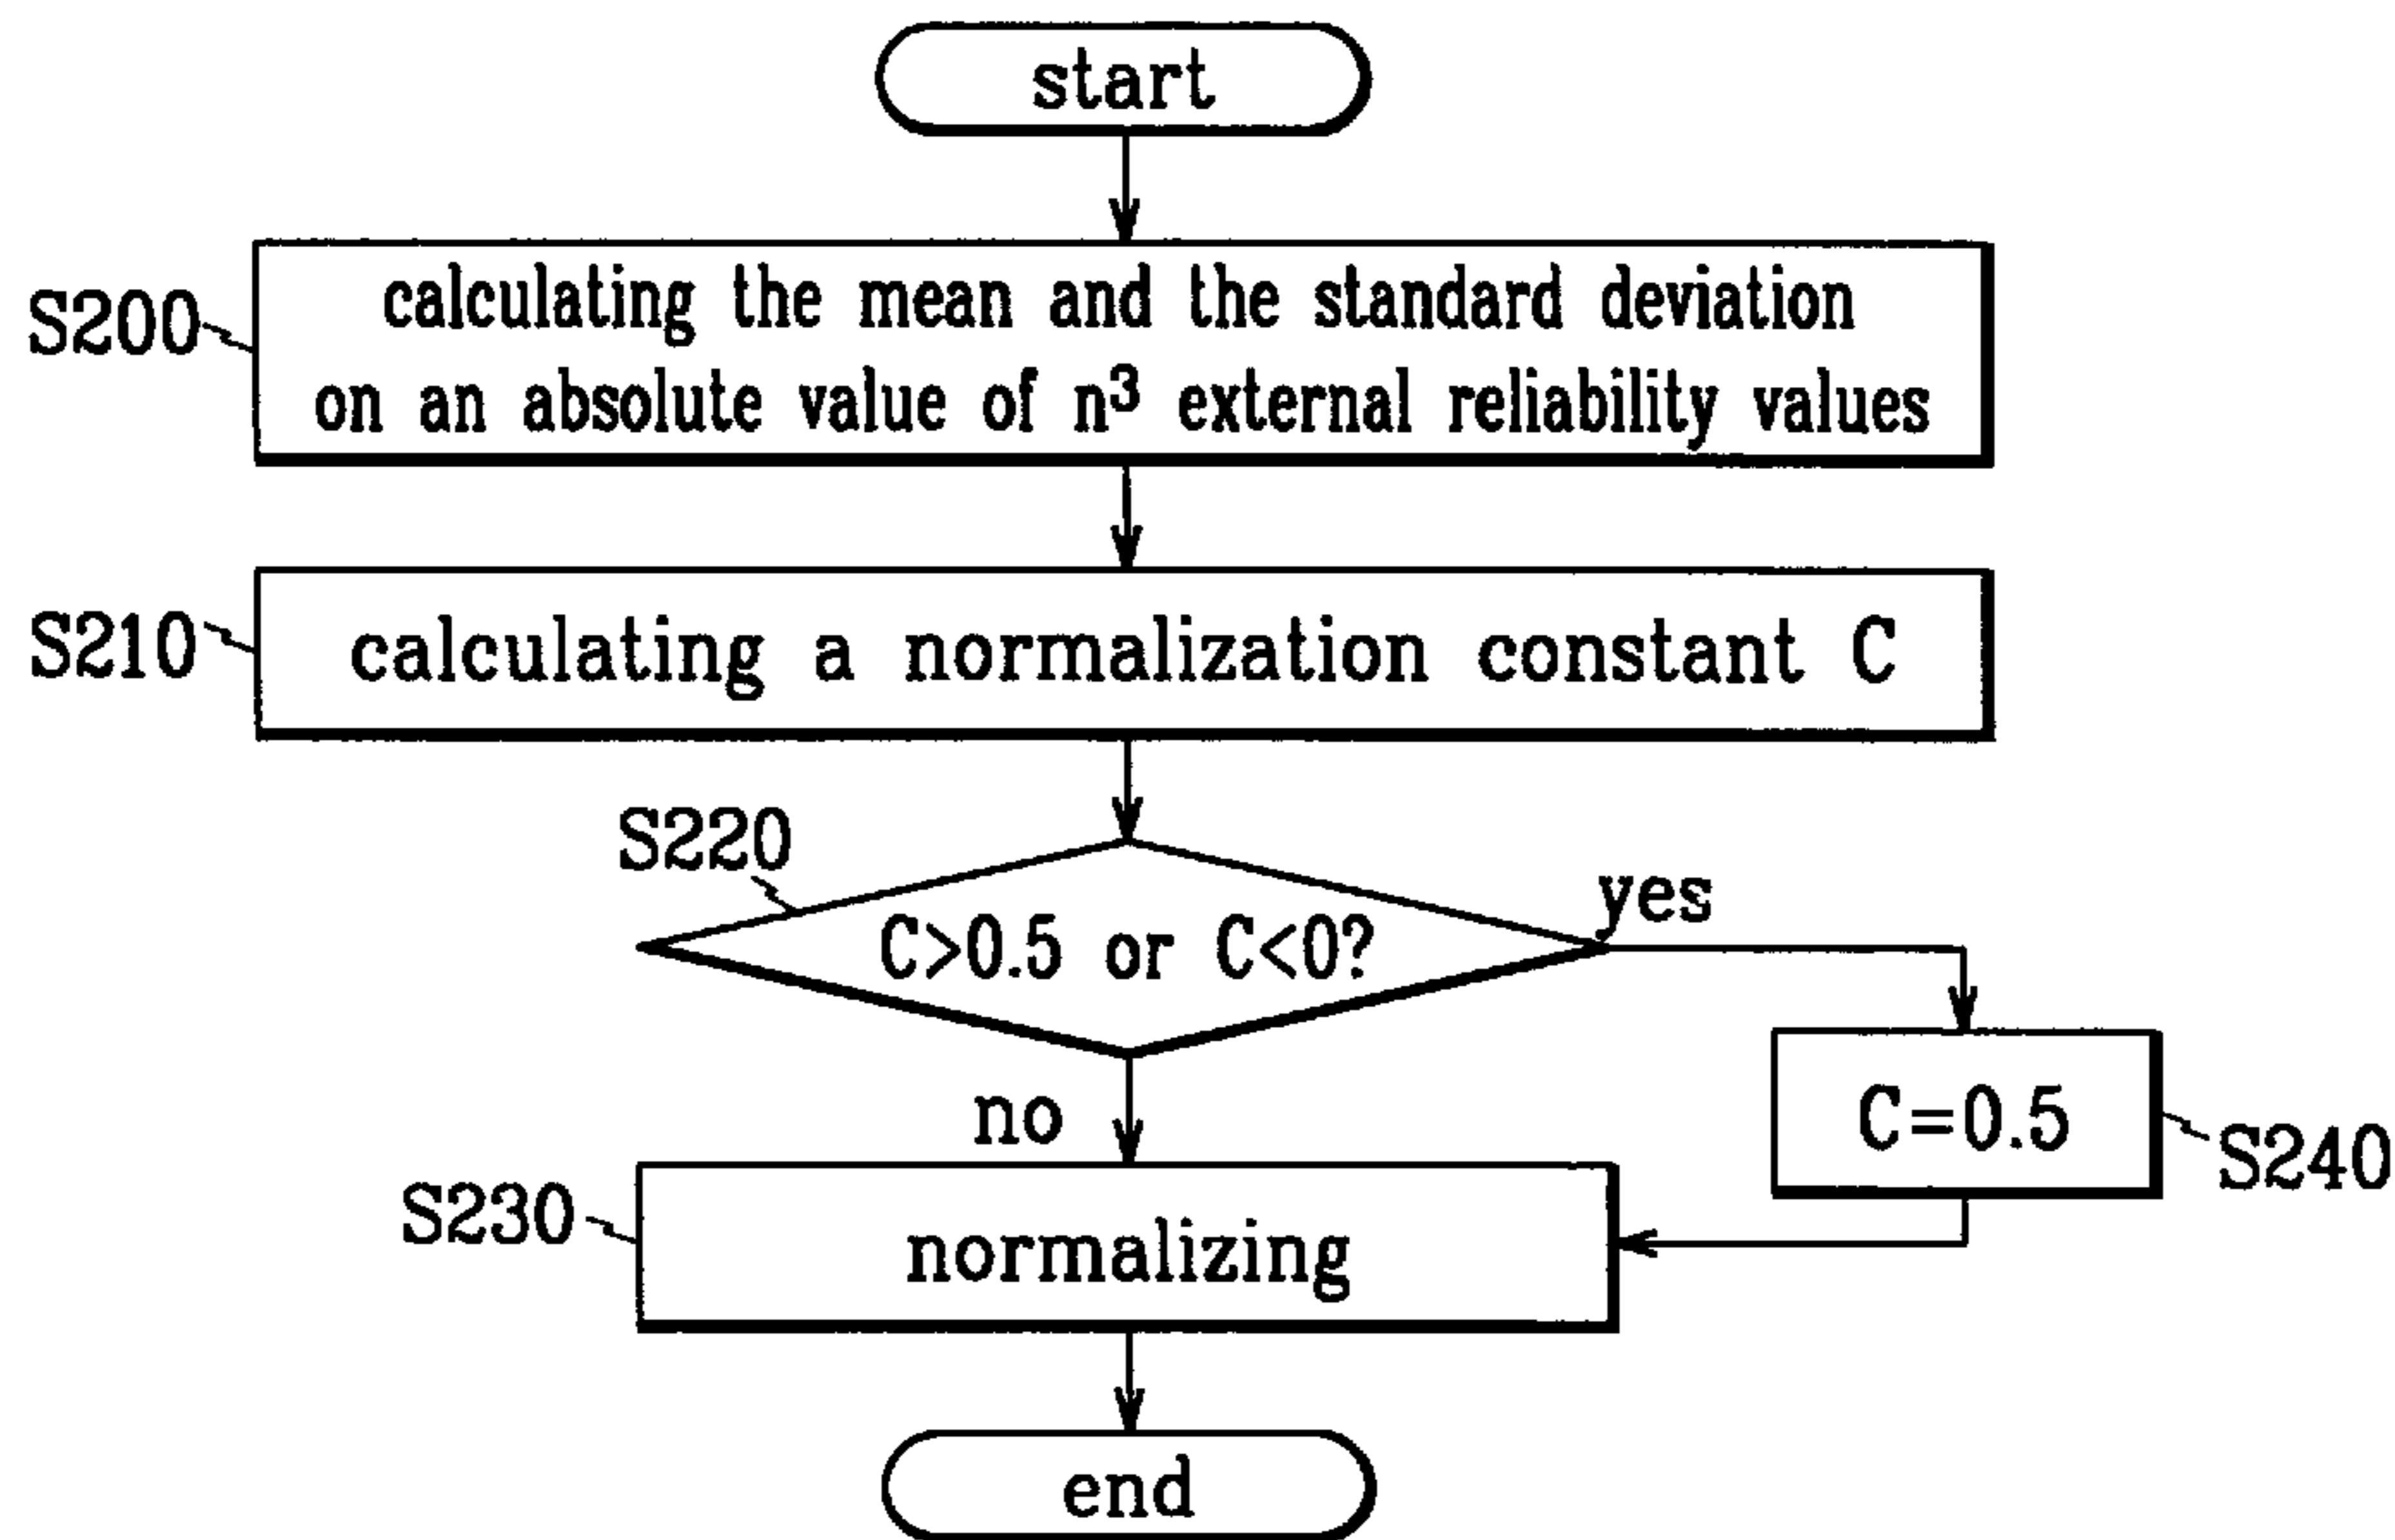 start
S200
calculating the mean and the standard deviation
on an absolute value of n³ external reliability values
S210
calculating a normalization constant C
S220
C>0.5 or C<0?
yes
no
C=0.5
S240
S230
normalizing
end